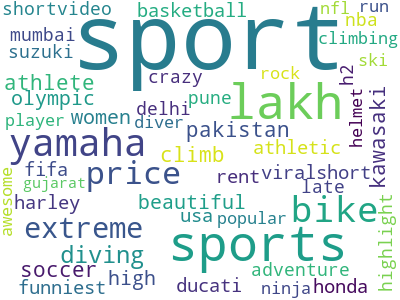 shortvideo basketball nfl run
mumbai sport nba
suzuki climbing
crazy rock h2 ski
athlete
olympic delhi pune lakh helmet kawasaki
player women diver pakistan
yamaha climb athletic
fifa price rent viralshort
awesome gujarat late
harley beautiful usa popular bike highlight
extreme sports
diving
soccer high adventure
funniest ducati ninja honda